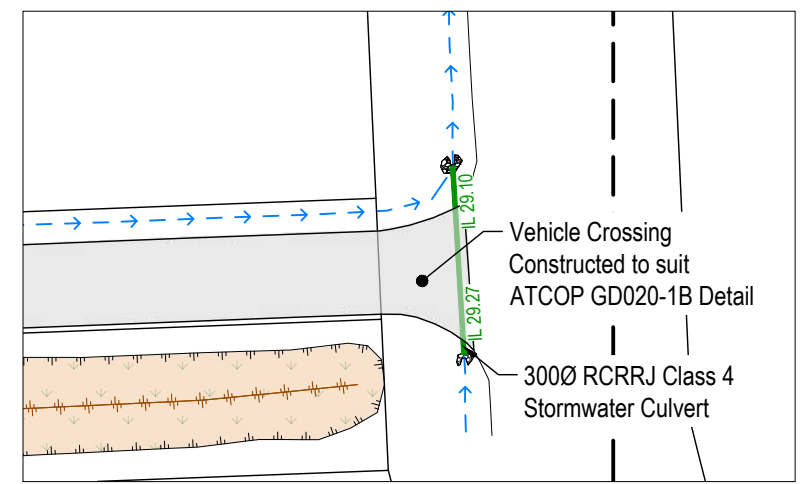 IL 29.10
Vehicle Crossing
Constructed to suit
ATCOP GD020-1B Detail
IL 29.27
300Ø RCRRJ Class 4
Stormwater Culvert